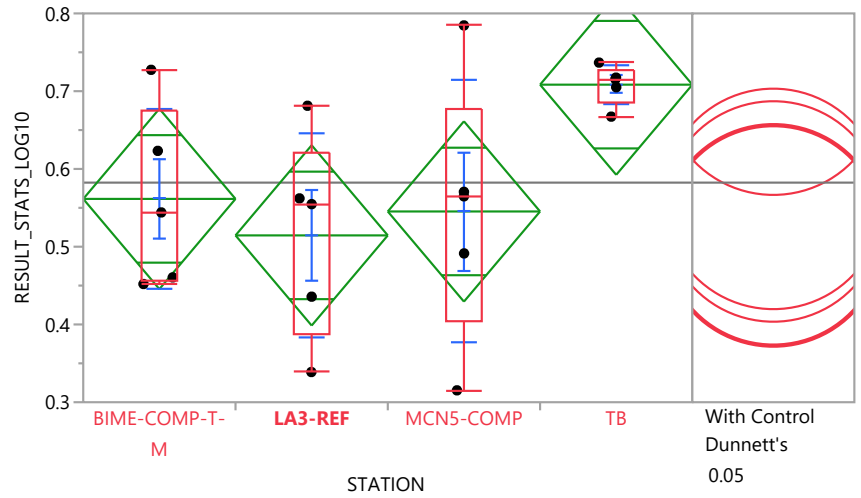 RESULT_STATS_LOG10
0.8
0.7
0.6
0.5
0.4
0.3
BIME-COMP-T-
M
LA3-REF
MCN5-COMP
TB
With Control
Dunnett's
0.05
STATION